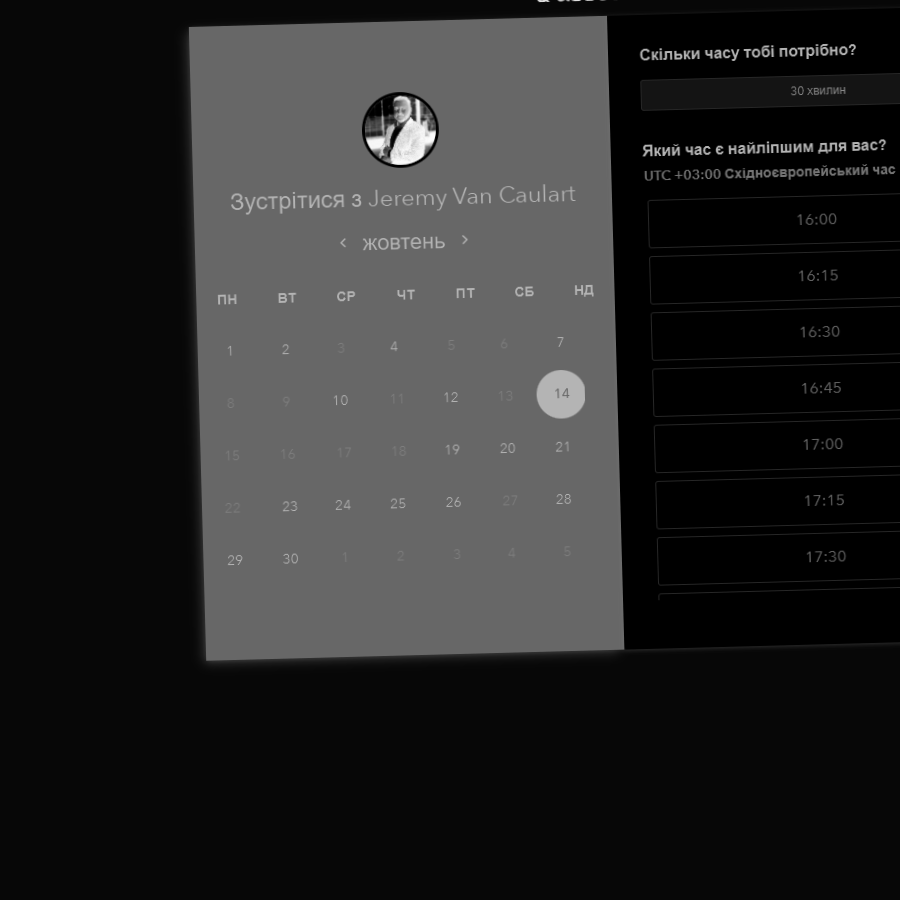 Зустрітися з Jeremy Van Caulart
‹ жовтень ›
ПН ВТ СР ЧТ ПТ СБ НД
1 2 3 4 5 6 7
8 9 10 11 12 13 14
15 16 17 18 19 20 21
22 23 24 25 26 27 28
29 30 1 2 3 4 5
Скільки часу тобі потрібно?
30 хвилин
Який час є найліпшим для вас?
UTC +03:00 Східноєвропейський час
16:00
16:15
16:30
16:45
17:00
17:15
17:30